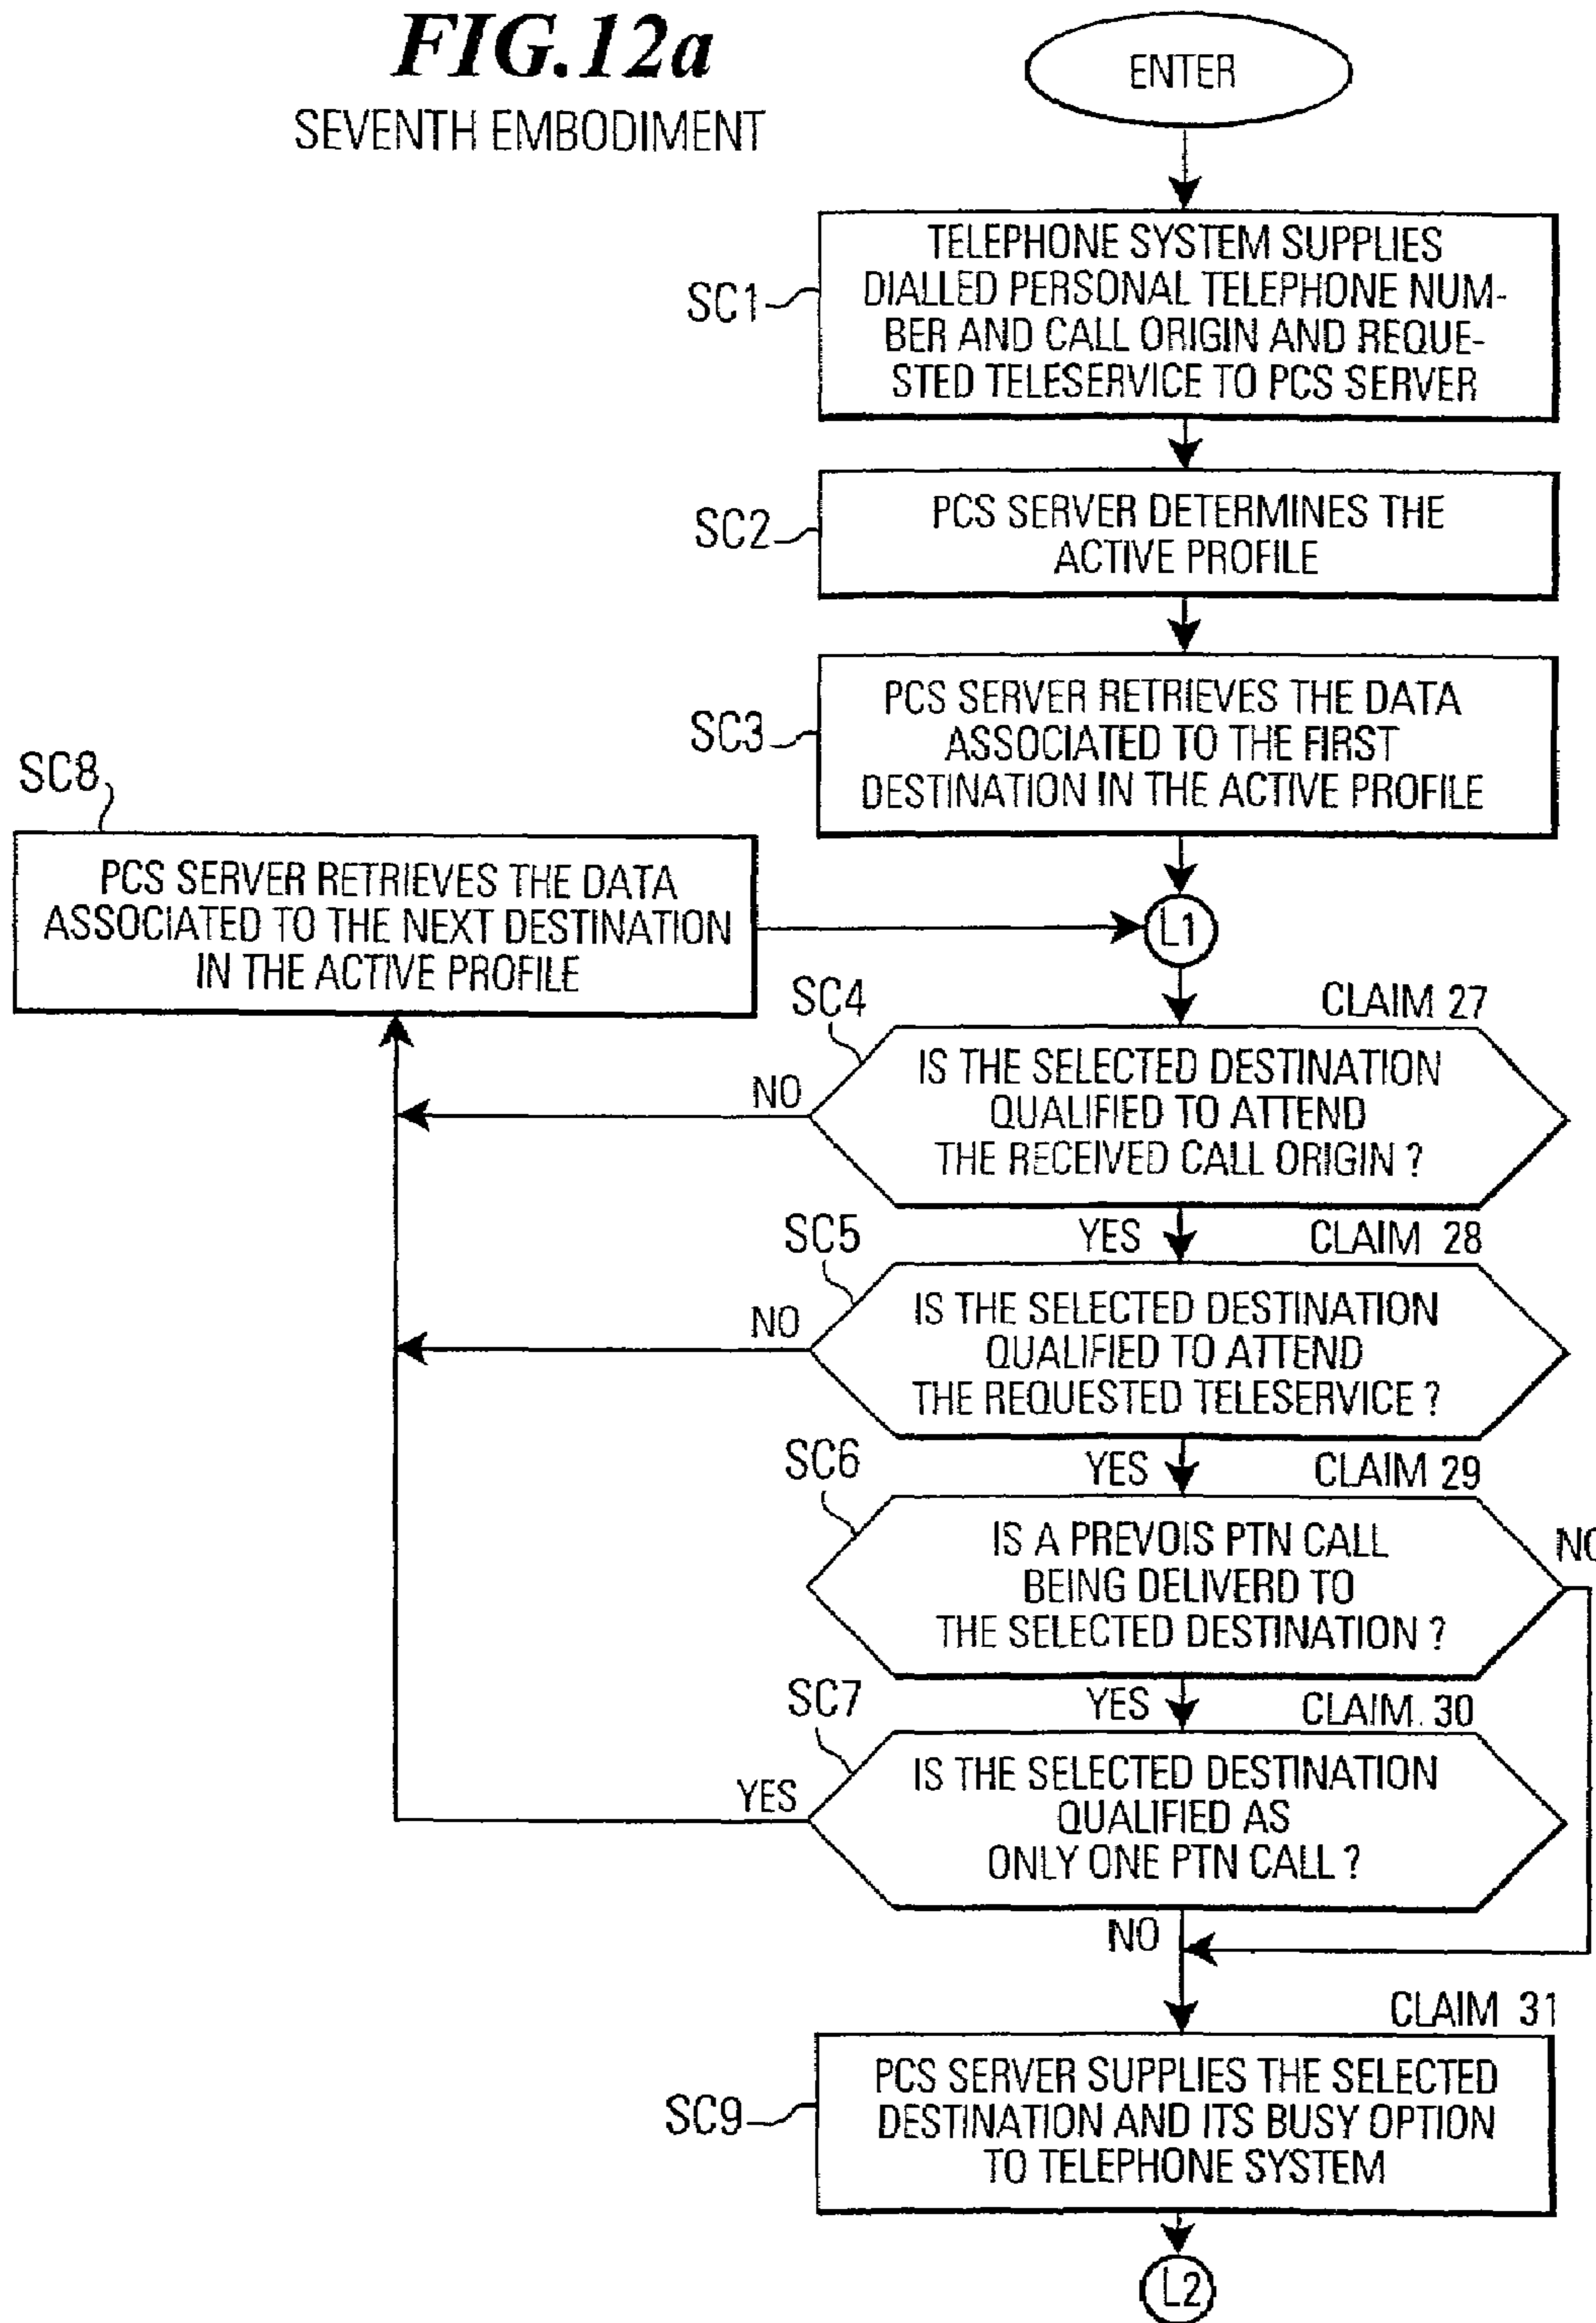 FIG.12a
SEVENTH EMBODIMENT
ENTER
SC1
TELEPHONE SYSTEM SUPPLIES
DIALLED PERSONAL TELEPHONE NUM-
BER AND CALL ORIGIN AND REQUE-
STED TELESERVICE TO PCS SERVER
SC2
PCS SERVER DETERMINES THE
ACTIVE PROFILE
SC3
PCS SERVER RETRIEVES THE DATA
ASSOCIATED TO THE FIRST
DESTINATION IN THE ACTIVE PROFILE
SC8
PCS SERVER RETRIEVES THE DATA
ASSOCIATED TO THE NEXT DESTINATION
IN THE ACTIVE PROFILE
L1
SC4
CLAIM 27
IS THE SELECTED DESTINATION
QUALIFIED TO ATTEND
THE RECEIVED CALL ORIGIN ?
NO
YES
SC5
CLAIM 28
IS THE SELECTED DESTINATION
QUALIFIED TO ATTEND
THE REQUESTED TELESERVICE ?
NO
YES
SC6
CLAIM 29
IS A PREVOIS PTN CALL
BEING DELIVERD TO
THE SELECTED DESTINATION ?
NO
YES
SC7
CLAIM. 30
IS THE SELECTED DESTINATION
QUALIFIED AS
ONLY ONE PTN CALL ?
YES
NO
CLAIM 31
SC9
PCS SERVER SUPPLIES THE SELECTED
DESTINATION AND ITS BUSY OPTION
TO TELEPHONE SYSTEM
L2